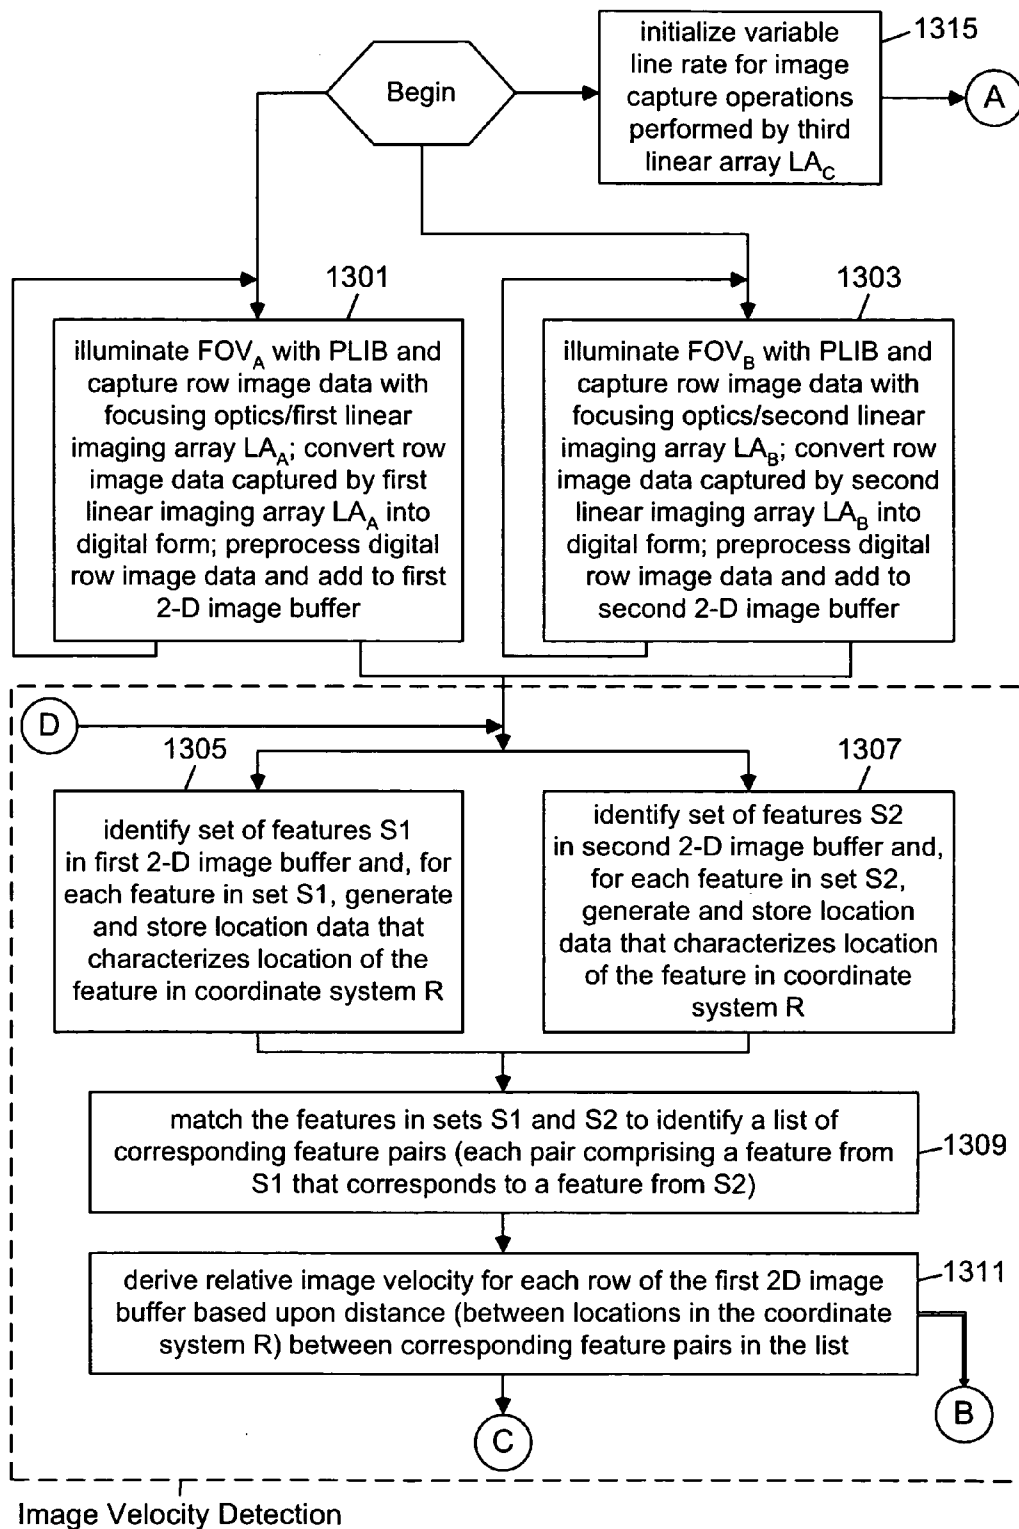 Begin
initialize variable
line rate for image
capture operations
performed by third
linear array LA_C
1315
A
1301
illuminate FOV_A with PLIB and
capture row image data with
focusing optics/first linear
imaging array LA_A; convert row
image data captured by first
linear imaging array LA_A into
digital form; preprocess digital
row image data and add to first
2-D image buffer
1303
illuminate FOV_B with PLIB and
capture row image data with
focusing optics/second linear
imaging array LA_B; convert row
image data captured by second
linear imaging array LA_B into
digital form; preprocess digital
row image data and add to
second 2-D image buffer
D
1305
identify set of features S1
in first 2-D image buffer and, for
each feature in set S1, generate
and store location data that
characterizes location of the
feature in coordinate system R
1307
identify set of features S2
in second 2-D image buffer and,
for each feature in set S2,
generate and store location
data that characterizes location
of the feature in coordinate
system R
match the features in sets S1 and S2 to identify a list of
corresponding feature pairs (each pair comprising a feature from
S1 that corresponds to a feature from S2)
1309
derive relative image velocity for each row of the first 2D image
buffer based upon distance (between locations in the coordinate
system R) between corresponding feature pairs in the list
1311
B
C
Image Velocity Detection